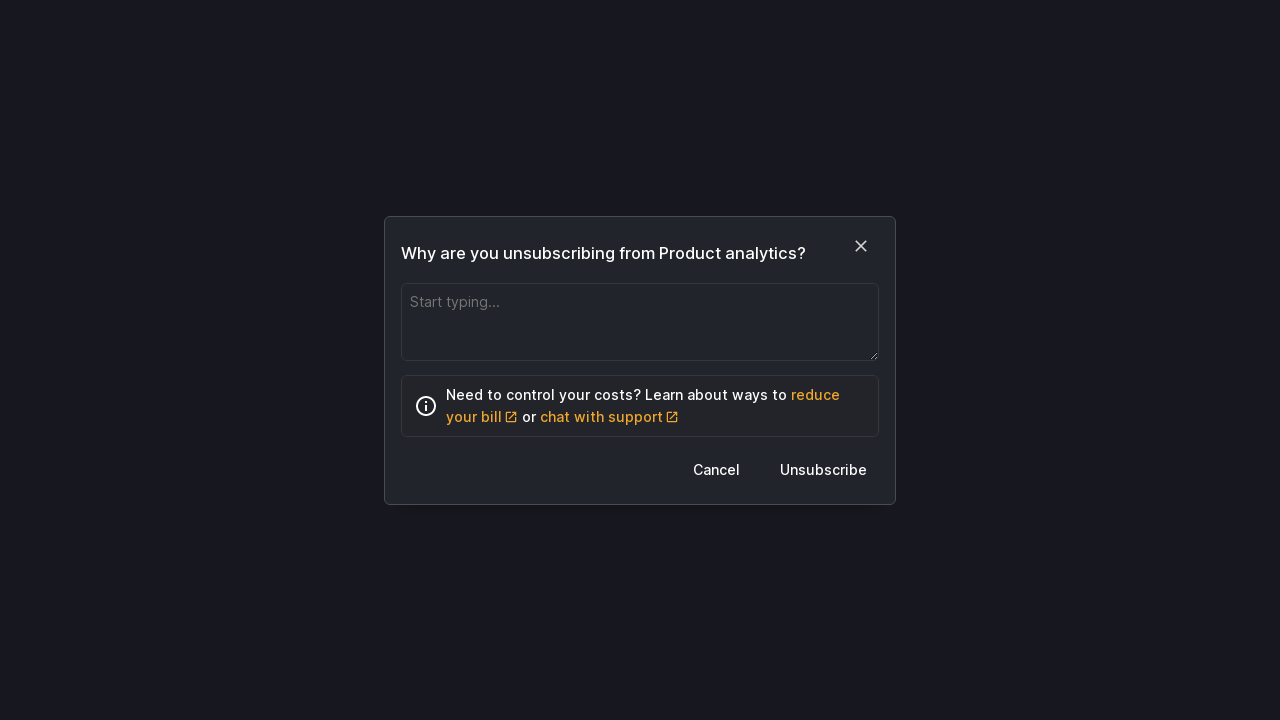 Why are you unsubscribing from Product analytics?
Start typing...
Need to control your costs? Learn about ways to reduce
your bill or chat with support
Cancel Unsubscribe